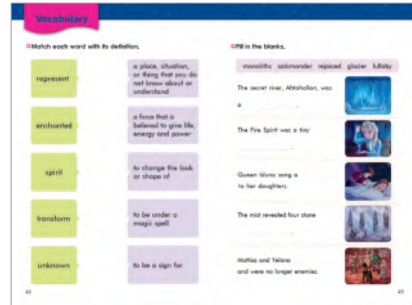 Vocabulary
Match each word with its definition.
represent
a place, situation,
or thing that you do
not know about or
understand
enchanted
a force that is
believed to give life,
energy and power
spirit
to change the look
or shape of
transform
to be under a
magic spell
unknown
to be a sign for
48
Fill in the blanks.
monoliths salamander rejoiced glacier lullaby
The secret river, Ahtohallan, was
a
The Fire Spirit was a tiny
Queen Iduna sang a
to her daughters.
The mist revealed four stone
Mattias and Yelana
and were no longer enemies.
49